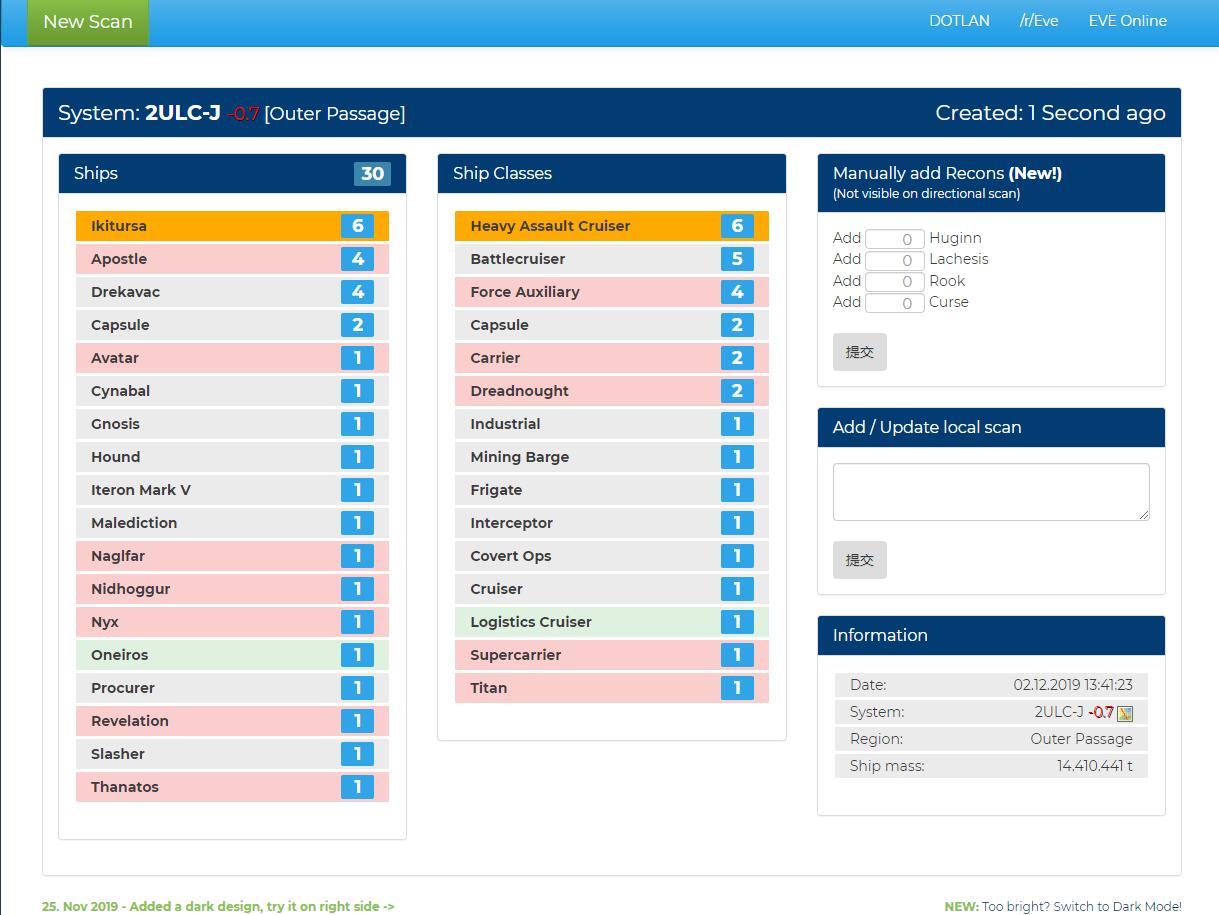 New Scan
DOTLAN /r/Eve EVE Online
System: 2ULC-J -0.7 [Outer Passage] Created: 1 Second ago
Ships 30
Ikitursa 6
Apostle 4
Drekavac 4
Capsule 2
Avatar 1
Cynabal 1
Gnosis 1
Hound 1
Iteron Mark V 1
Malediction 1
Naglfar 1
Nidhoggur 1
Nyx 1
Oneiros 1
Procurer 1
Revelation 1
Slasher 1
Thanatos 1
Ship Classes
Heavy Assault Cruiser 6
Battlecruiser 5
Force Auxiliary 4
Capsule 2
Carrier 2
Dreadnought 2
Industrial 1
Mining Barge 1
Frigate 1
Interceptor 1
Covert Ops 1
Cruiser 1
Logistics Cruiser 1
Supercarrier 1
Titan 1
Manually add Recons (New!)
(Not visible on directional scan)
Add 0 Huginn
Add 0 Lachesis
Add 0 Rook
Add 0 Curse
提交
Add / Update local scan
提交
Information
Date: 02.12.2019 13:41:23
System: 2ULC-J -0.7
Region: Outer Passage
Ship mass: 14.410.441 t
25. Nov 2019 - Added a dark design, try it on right side ->
NEW: Too bright? Switch to Dark Mode!